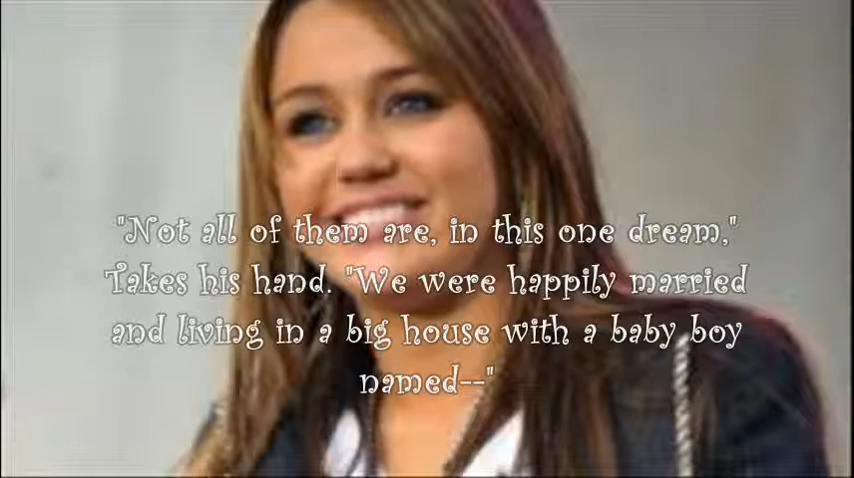 "Not all of them are, in this one dream,"
Takes his hand. "We were happily married
and living in a big house with a baby boy
named--"